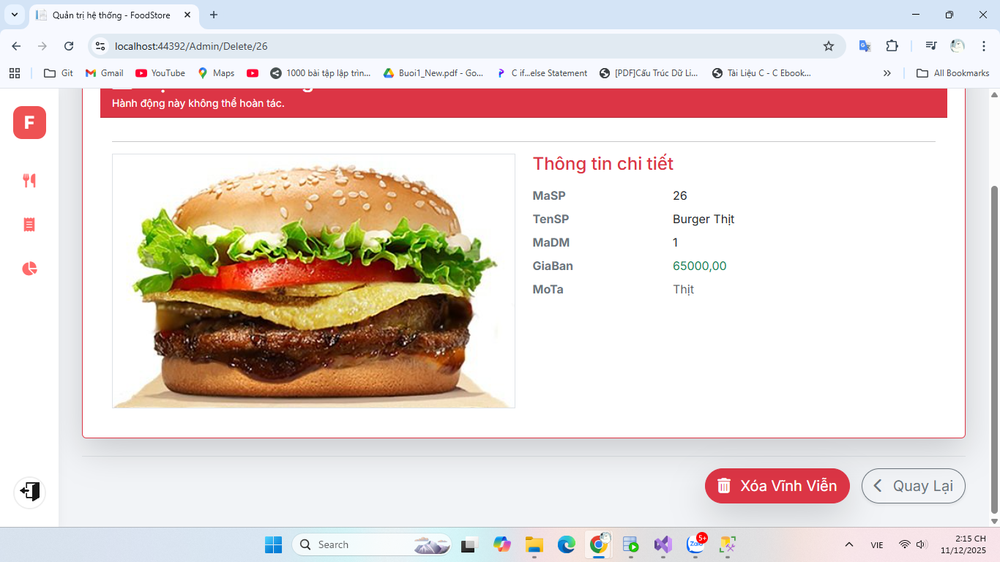 Quản trị hệ thống - FoodStore
localhost:44392/Admin/Delete/26
Git
Gmail
YouTube
Maps
1000 bài tập lập trìn...
Buoi1_New.pdf - Go...
C if...else Statement
[PDF]Cấu Trúc Dữ Li...
Tài Liệu C - C Ebook...
All Bookmarks
F
Hành động này không thể hoàn tác.
Thông tin chi tiết
MaSP 26
TenSP Burger Thịt
MaDM 1
GiaBan 65000,00
MoTa Thịt
Xóa Vĩnh Viễn
Quay Lại
Search
Zalo
5+
VIE
2:15 CH
11/12/2025